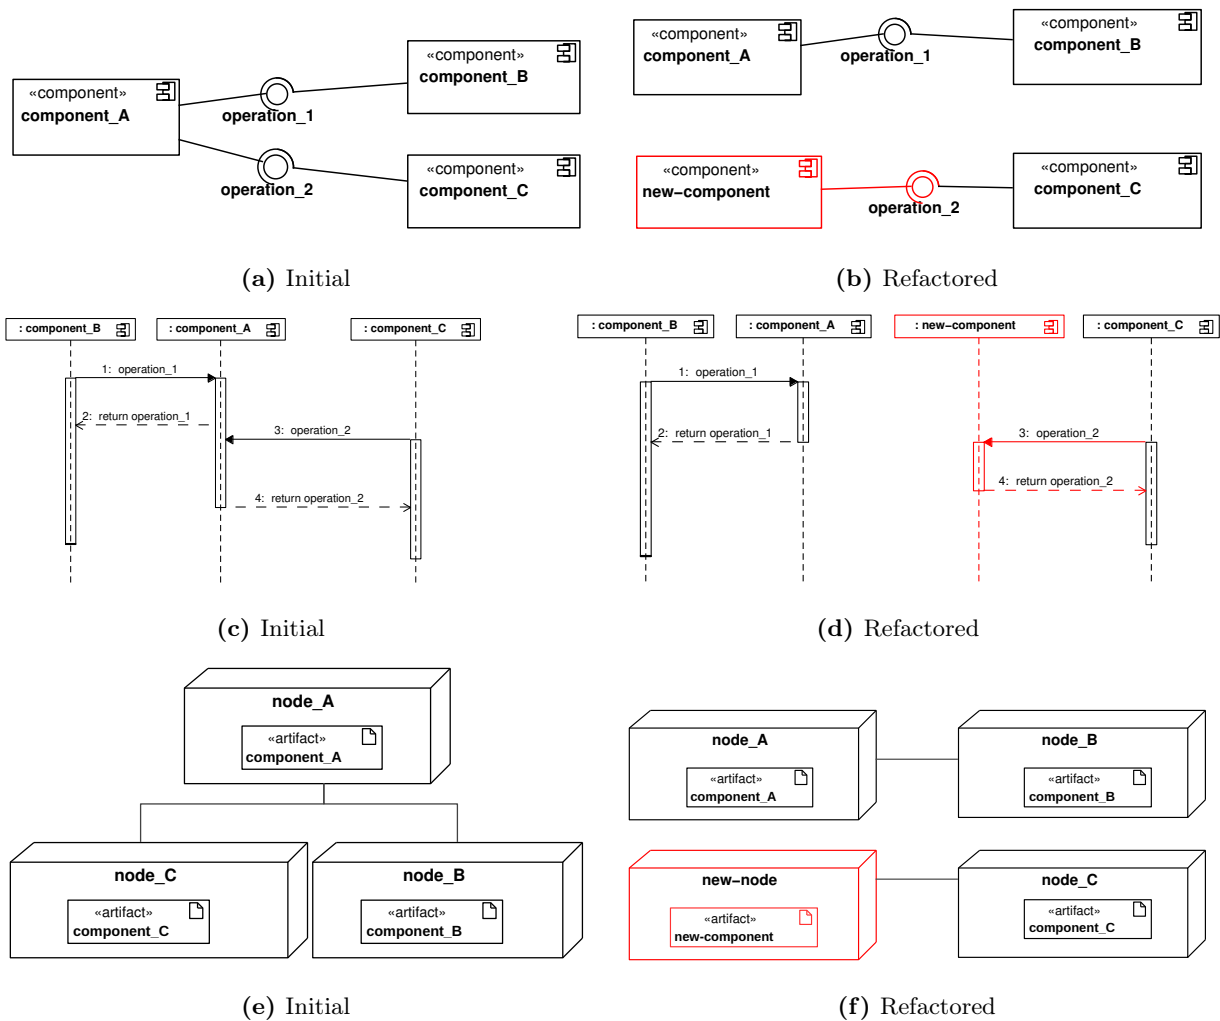 «component»
component_A
operation_1
operation_2
«component»
component_B
«component»
component_C
(a) Initial
«component»
component_A
operation_1
«component»
component_B
«component»
new–component
operation_2
«component»
component_C
(b) Refactored
: component_B
: component_A
: component_C
1: operation_1
2: return operation_1
3: operation_2
4: return operation_2
(c) Initial
: component_B
: component_A
: new–component
: component_C
1: operation_1
2: return operation_1
3: operation_2
4: return operation_2
(d) Refactored
node_A
«artifact»
component_A
node_C
«artifact»
component_C
node_B
«artifact»
component_B
(e) Initial
node_A
«artifact»
component_A
node_B
«artifact»
component_B
new–node
«artifact»
new-component
node_C
«artifact»
component_C
(f) Refactored